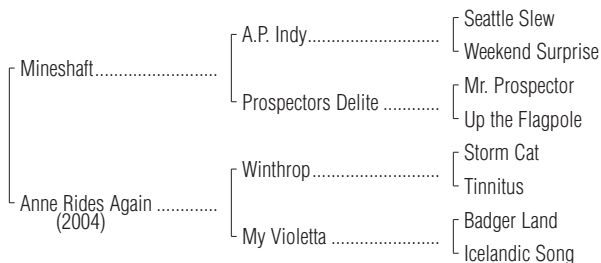 Seattle Slew
A.P. Indy..................
Weekend Surprise
Mineshaft.......................
Mr. Prospector
Prospectors Delite ...........
Up the Flagpole
Storm Cat
Winthrop.........................
Tinnitus
Anne Rides Again ............
(2004)
Badger Land
My Violetta .....................
Icelandic Song